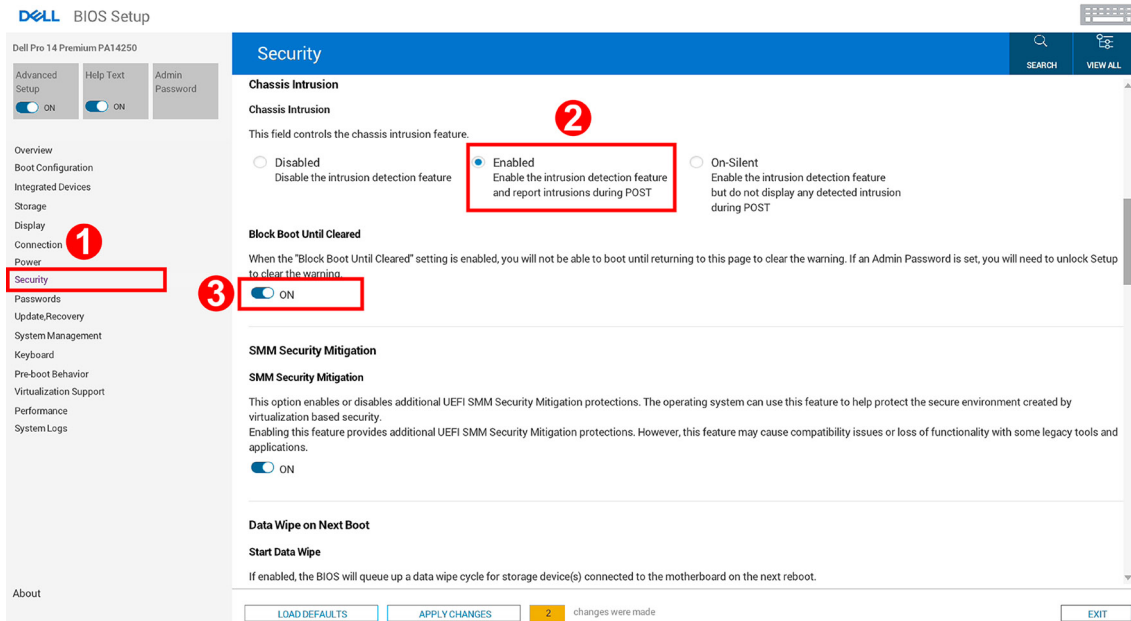 DELL BIOS Setup
Dell Pro 14 Premium PA14250
Advanced Setup
ON
Help Text
ON
Admin Password
Overview
Boot Configuration
Integrated Devices
Storage
Display
Connection
1
Power
Security
Passwords
Update,Recovery
System Management
Keyboard
Pre-boot Behavior
Virtualization Support
Performance
System Logs
About
Security
SEARCH
VIEW ALL
Chassis Intrusion
Chassis Intrusion
2
This field controls the chassis intrusion feature.
Disabled
Disable the intrusion detection feature
Enabled
Enable the intrusion detection feature
and report intrusions during POST
On-Silent
Enable the intrusion detection feature
but do not display any detected intrusion
during POST
Block Boot Until Cleared
When the "Block Boot Until Cleared" setting is enabled, you will not be able to boot until returning to this page to clear the warning. If an Admin Password is set, you will need to unlock Setup
to clear the warning.
3
ON
SMM Security Mitigation
SMM Security Mitigation
This option enables or disables additional UEFI SMM Security Mitigation protections. The operating system can use this feature to help protect the secure environment created by
virtualization based security.
Enabling this feature provides additional UEFI SMM Security Mitigation protections. However, this feature may cause compatibility issues or loss of functionality with some legacy tools and
applications.
ON
Data Wipe on Next Boot
Start Data Wipe
If enabled, the BIOS will queue up a data wipe cycle for storage device(s) connected to the motherboard on the next reboot.
LOAD DEFAULTS
APPLY CHANGES
2
changes were made
EXIT